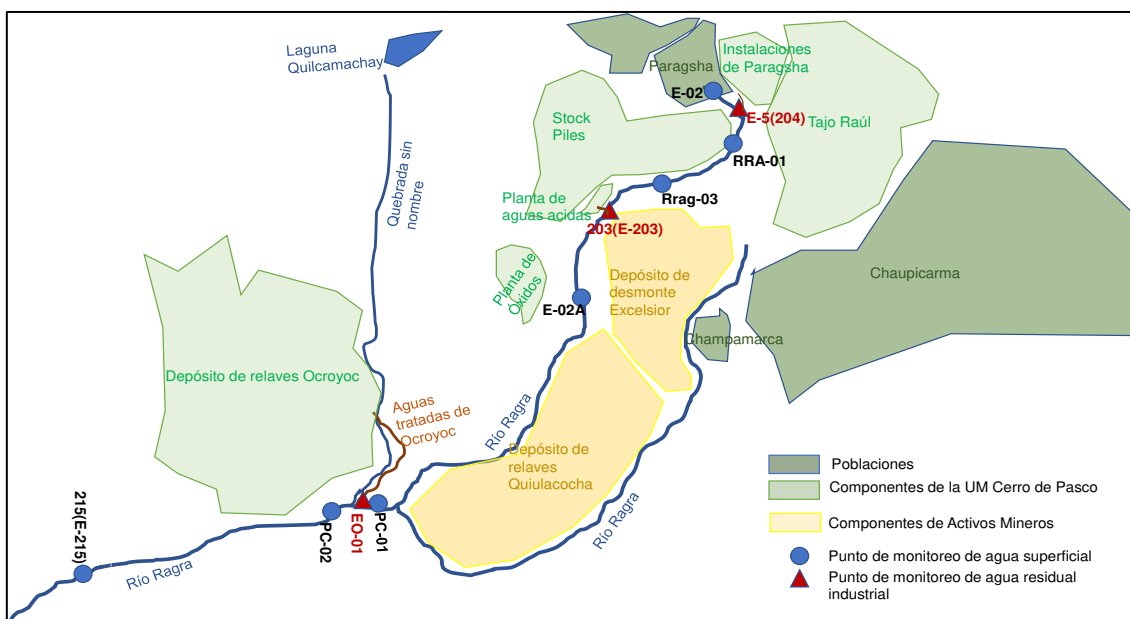 Laguna
Quilcamachay
Paragsha
Instalaciones
de Paragsha
E-02
E-5(204)
Stock
Piles
Tajo Raúl
RRA-01
Rrag-03
Quebrada sin
nombre
Planta de
aguas acidas
203(E-203)
Planta de
Óxidos
E-02A
Depósito de
desmonte
Excelsior
Chaupicarma
Champamarca
Depósito de relaves Ocroyoc
Aguas
tratadas de
Ocroyoc
Río Ragra
Depósito de
relaves
Quiulacocha
Río Ragra
215(E-215)
Río Ragra
PC-02
EO-01
PC-01
Poblaciones
Componentes de la UM Cerro de Pasco
Componentes de Activos Mineros
Punto de monitoreo de agua superficial
Punto de monitoreo de agua residual
industrial